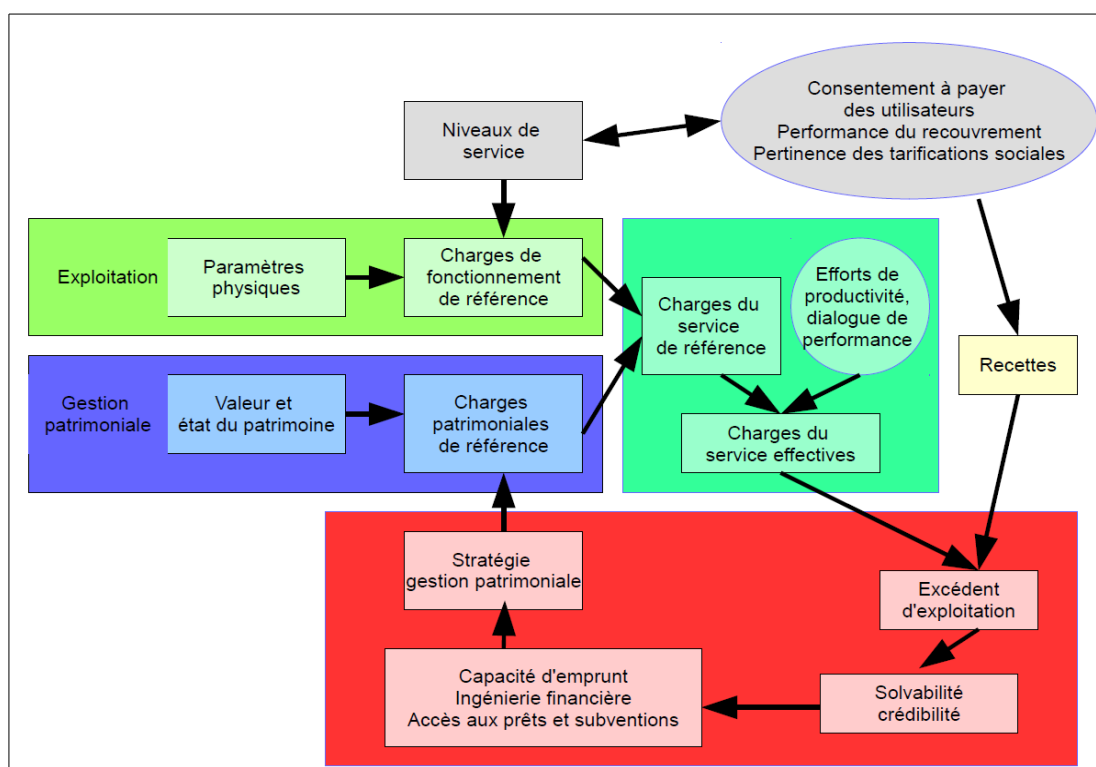 Consentement à payer
des utilisateurs
Performance du recouvrement
Pertinence des tarifications sociales
Niveaux de
service
Exploitation
Paramètres
physiques
Charges de
fonctionnement
de référence
Charges du
service
de référence
Efforts de
productivité,
dialogue de
performance
Recettes
Gestion
patrimoniale
Valeur et
état du patrimoine
Charges
patrimoniales
de référence
Charges du
service effectives
Stratégie
gestion patrimoniale
Excédent
d'exploitation
Capacité d'emprunt
Ingénierie financière
Accès aux prêts et subventions
Solvabilité
crédibilité